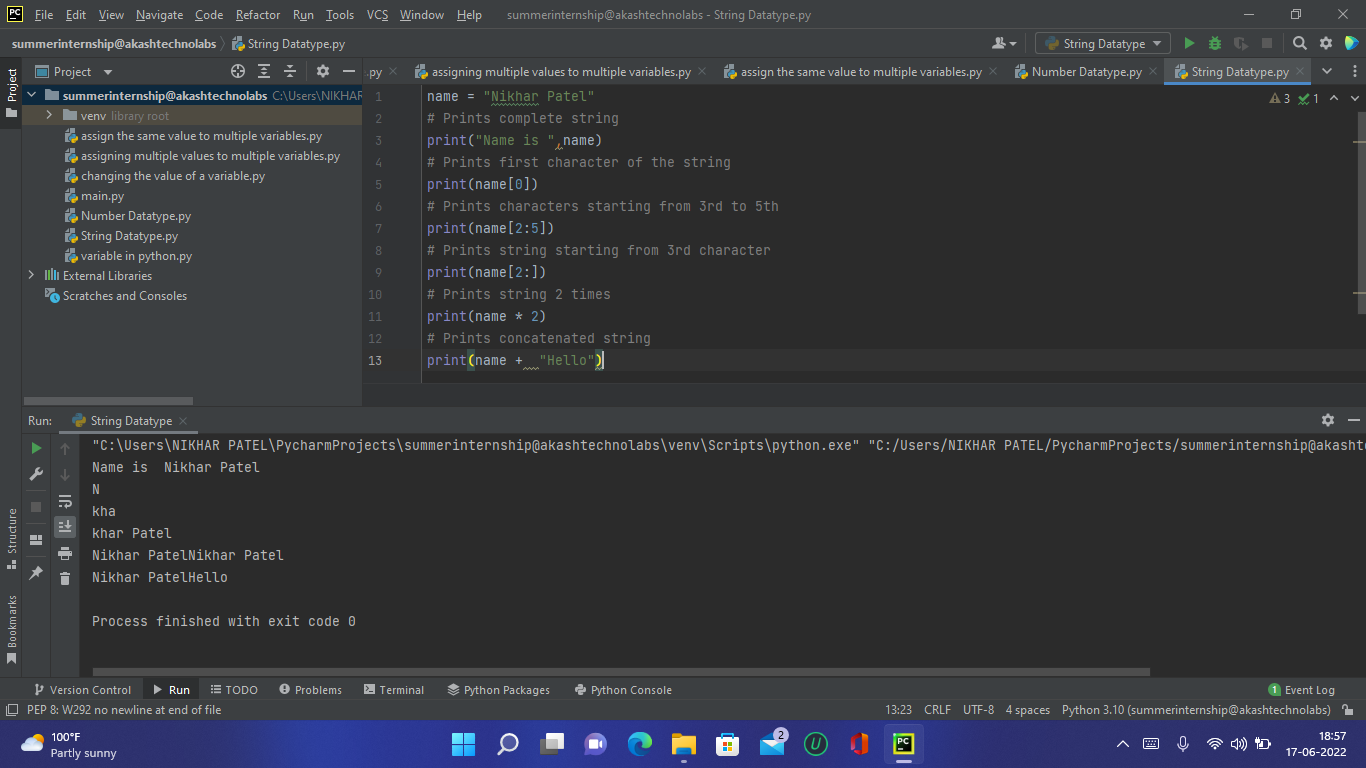 PC File Edit View Navigate Code Refactor Run Tools VCS Window Help summerinternship@akashtechnolabs - String Datatype.py
summerinternship@akashtechnolabs String Datatype.py String Datatype
Project
Project
.py assigning multiple values to multiple variables.py assign the same value to multiple variables.py Number Datatype.py String Datatype.py
summerinternship@akashtechnolabs C:\Users\NIKHAR
venv library root
assign the same value to multiple variables.py
assigning multiple values to multiple variables.py
changing the value of a variable.py
main.py
Number Datatype.py
String Datatype.py
variable in python.py
External Libraries
Scratches and Consoles
3 1
1 name = "Nikhar Patel"
2 # Prints complete string
3 print("Name is ",name)
4 # Prints first character of the string
5 print(name[0])
6 # Prints characters starting from 3rd to 5th
7 print(name[2:5])
8 # Prints string starting from 3rd character
9 print(name[2:])
10 # Prints string 2 times
11 print(name * 2)
12 # Prints concatenated string
13 print(name +  "Hello")
Run: String Datatype
"C:\Users\NIKHAR PATEL\PycharmProjects\summerinternship@akashtechnolabs\venv\Scripts\python.exe" "C:/Users/NIKHAR PATEL/PycharmProjects/summerinternship@akasht
Name is  Nikhar Patel
N
kha
khar Patel
Nikhar PatelNikhar Patel
Nikhar PatelHello
Process finished with exit code 0
Structure
Bookmarks
Version Control Run TODO Problems Terminal Python Packages Python Console 1 Event Log
PEP 8: W292 no newline at end of file 13:23 CRLF UTF-8 4 spaces Python 3.10 (summerinternship@akashtechnolabs)
100°F
Partly sunny
2
U
PC
18:57
17-06-2022